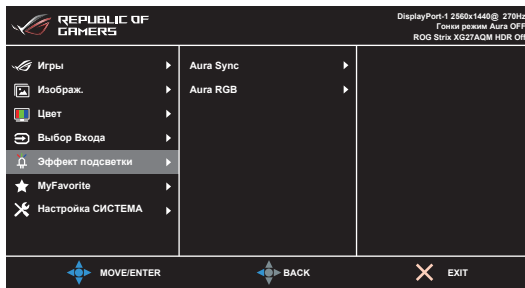 REPUBLIC OF
GAMERS
DisplayPort-1 2560x1440@ 270Hz
Гонки режим Aura OFF
ROG Strix XG27AQM HDR Off
Игры
Изображ.
Цвет
Выбор Входа
Эффект подсветки
MyFavorite
Настройка СИСТЕМА
Aura Sync
Aura RGB
MOVE/ENTER
BACK
EXIT